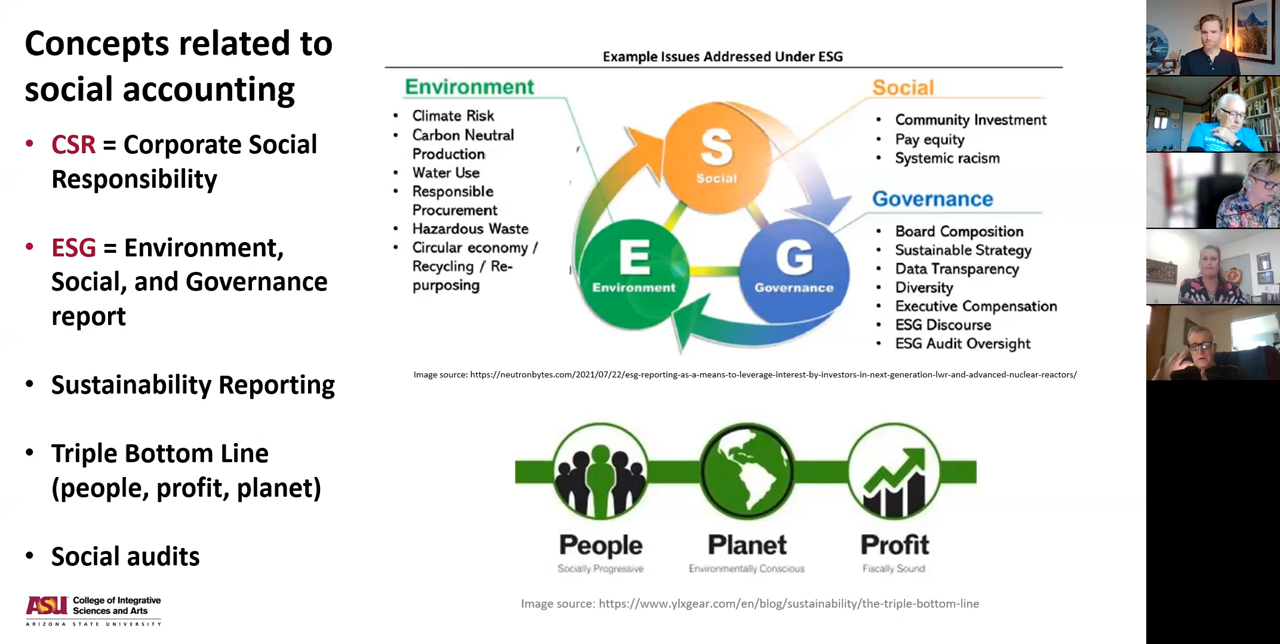 Concepts related to
social accounting
• CSR = Corporate Social
Responsibility
• ESG = Environment,
Social, and Governance
report
• Sustainability Reporting
• Triple Bottom Line
(people, profit, planet)
• Social audits
ASU College of Integrative
Sciences and Arts
ARIZONA STATE UNIVERSITY
Example Issues Addressed Under ESG
Environment
• Climate Risk
• Carbon Neutral
Production
• Water Use
• Responsible
Procurement
• Hazardous Waste
• Circular economy /
Recycling / Re-
purposing
S
Social
E
Environment
G
Governance
Social
• Community Investment
• Pay equity
• Systemic racism
Governance
• Board Composition
• Sustainable Strategy
• Data Transparency
• Diversity
• Executive Compensation
• ESG Discourse
• ESG Audit Oversight
Image source: https://neutronbytes.com/2021/07/22/esg-reporting-as-a-means-to-leverage-interest-by-investors-in-next-generation-lwr-and-advanced-nuclear-reactors/
People
Socially Progressive
Planet
Environmentally Conscious
Profit
Fiscally Sound
Image source: https://www.ylxgear.com/en/blog/sustainability/the-triple-bottom-line